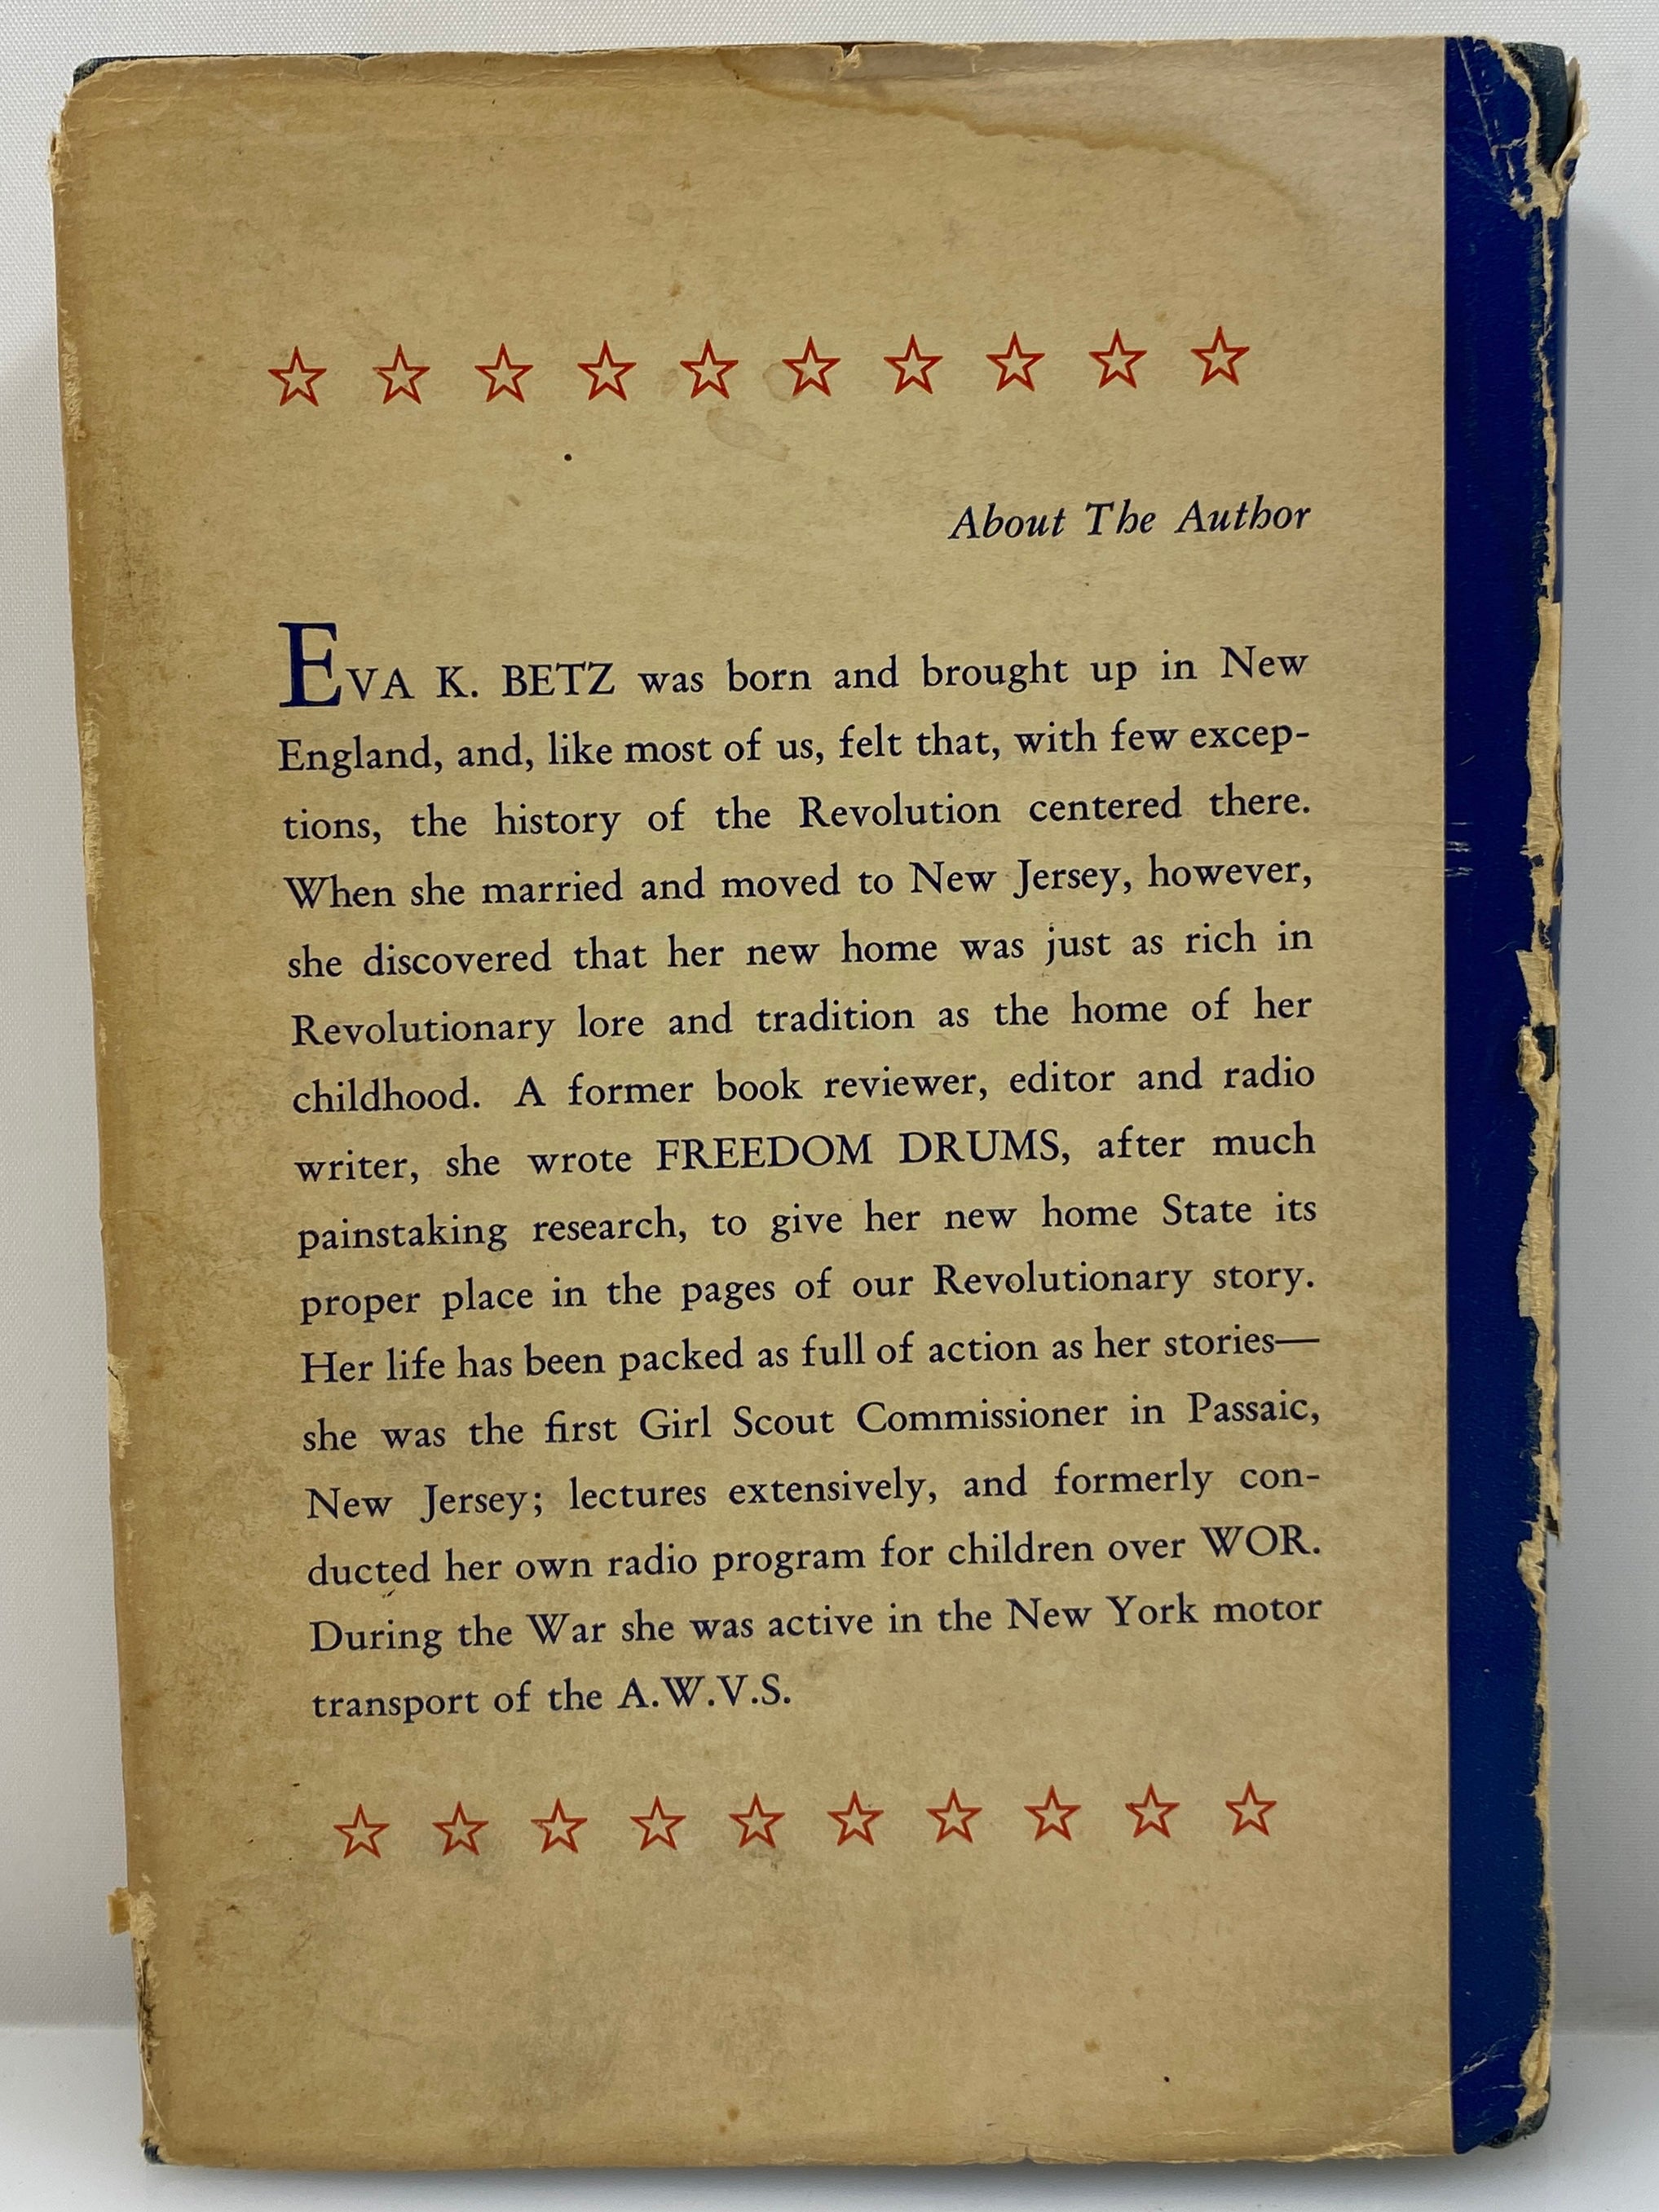 About The Author
EVA K. BETZ was born and brought up in New
England, and, like most of us, felt that, with few excep-
tions, the history of the Revolution centered there.
When she married and moved to New Jersey, however,
she discovered that her new home was just as rich in
Revolutionary lore and tradition as the home of her
childhood. A former book reviewer, editor and radio
writer, she wrote FREEDOM DRUMS, after much
painstaking research, to give her new home State its
proper place in the pages of our Revolutionary story.
Her life has been packed as full of action as her stories—
she was the first Girl Scout Commissioner in Passaic,
New Jersey; lectures extensively, and formerly con-
ducted her own radio program for children over WOR.
During the War she was active in the New York motor
transport of the A.W.V.S.